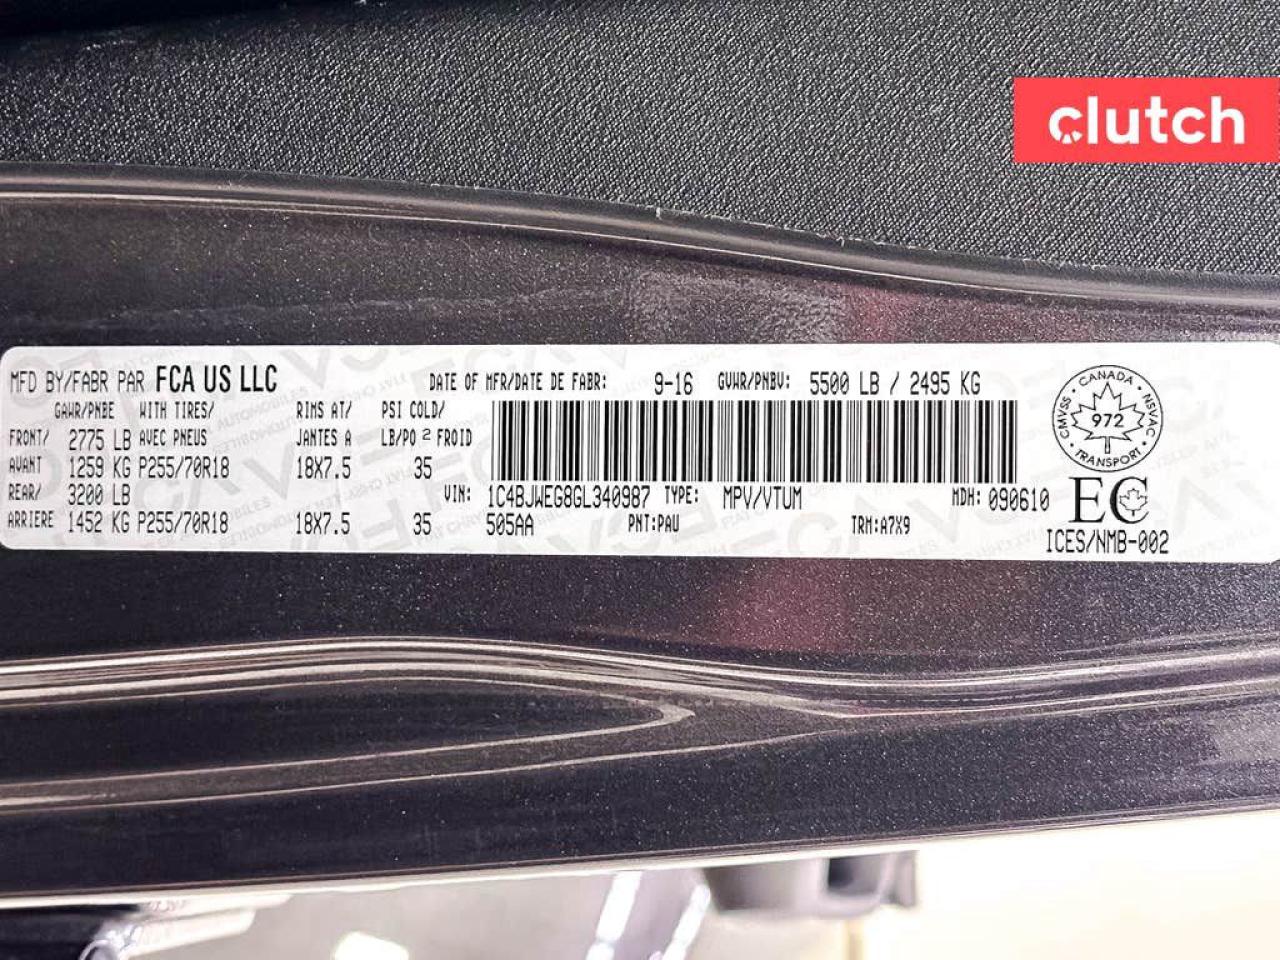 clutch
MFD BY/FABR PAR FCA US LLC DATE OF MFR/DATE DE FABR: 9-16 GVWR/PNBV: 5500 LB / 2495 KG
GAWR/PNBE WITH TIRES/ RIMS AT/ PSI COLD/
FRONT/ 2775 LB AVEC PNEUS JANTES A LB/PO 2 FROID
AVANT 1259 KG P255/70R18 18X7.5 35
REAR/ 3200 LB VIN: 1C4BJWEG8GL340987 TYPE: MPV/VTUM MDH: 090610
ARRIERE 1452 KG P255/70R18 18X7.5 35 505AA PNT:PAU TRM:A7X9
CANADA
CMVSS 972 NSVAC
TRANSPORT
EC
ICES/NMB-002